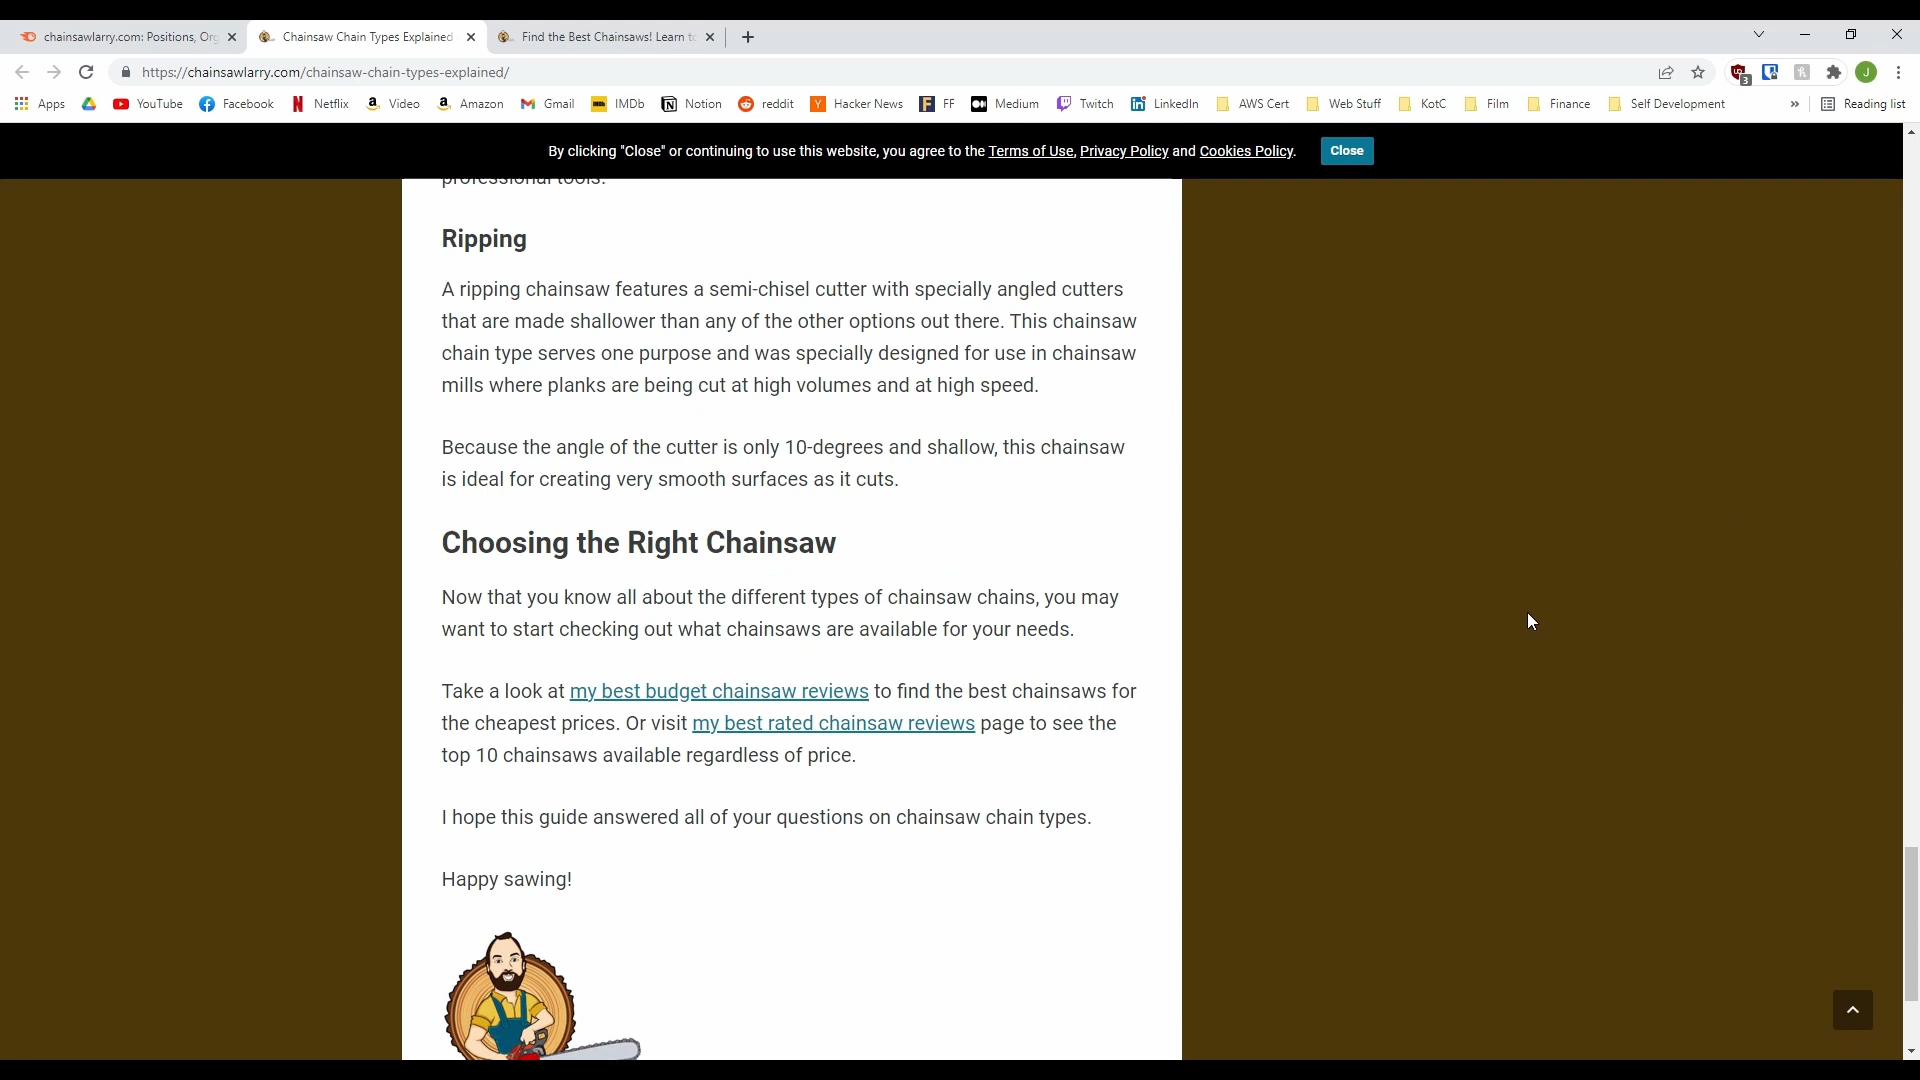 chainsawlarry.com: Positions, Org
Chainsaw Chain Types Explained
Find the Best Chainsaws! Learn to
https://chainsawlarry.com/chainsaw-chain-types-explained/
3
J
Apps YouTube Facebook Netflix Video Amazon Gmail IMDb Notion reddit Hacker News FF Medium Twitch LinkedIn AWS Cert Web Stuff KotC Film Finance Self Development » Reading list
By clicking "Close" or continuing to use this website, you agree to the Terms of Use, Privacy Policy and Cookies Policy. Close
professional tools.
Ripping
A ripping chainsaw features a semi-chisel cutter with specially angled cutters
that are made shallower than any of the other options out there. This chainsaw
chain type serves one purpose and was specially designed for use in chainsaw
mills where planks are being cut at high volumes and at high speed.
Because the angle of the cutter is only 10-degrees and shallow, this chainsaw
is ideal for creating very smooth surfaces as it cuts.
Choosing the Right Chainsaw
Now that you know all about the different types of chainsaw chains, you may
want to start checking out what chainsaws are available for your needs.
Take a look at my best budget chainsaw reviews to find the best chainsaws for
the cheapest prices. Or visit my best rated chainsaw reviews page to see the
top 10 chainsaws available regardless of price.
I hope this guide answered all of your questions on chainsaw chain types.
Happy sawing!